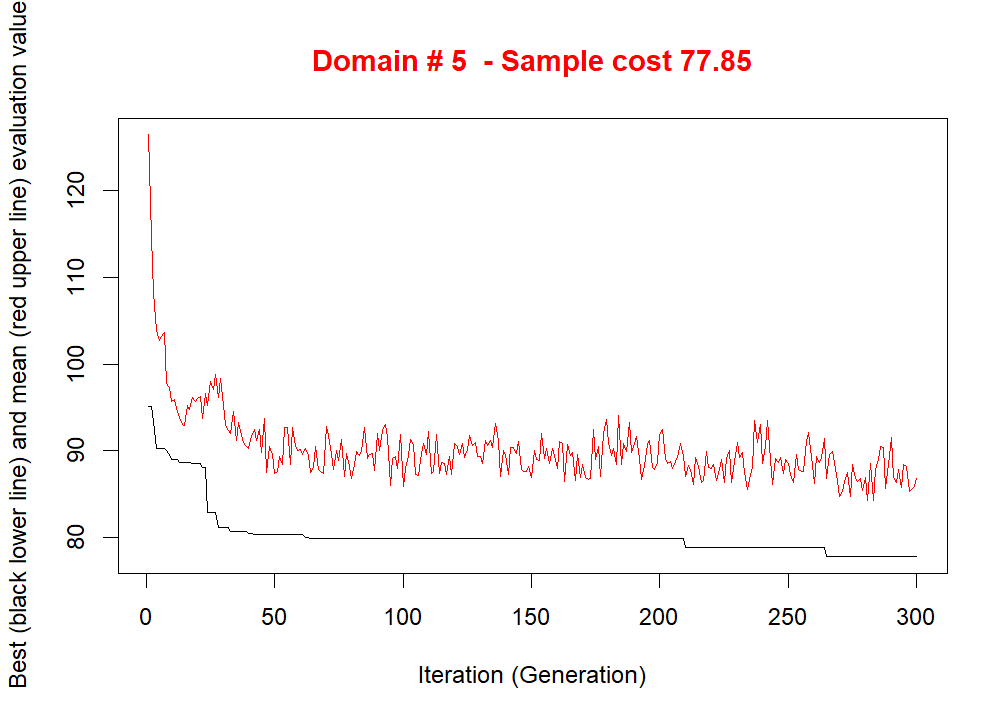 Domain # 5  - Sample cost 77.85
Best (black lower line) and mean (red upper line) evaluation value
120
110
100
90
80
0 50 100 150 200 250 300
Iteration (Generation)